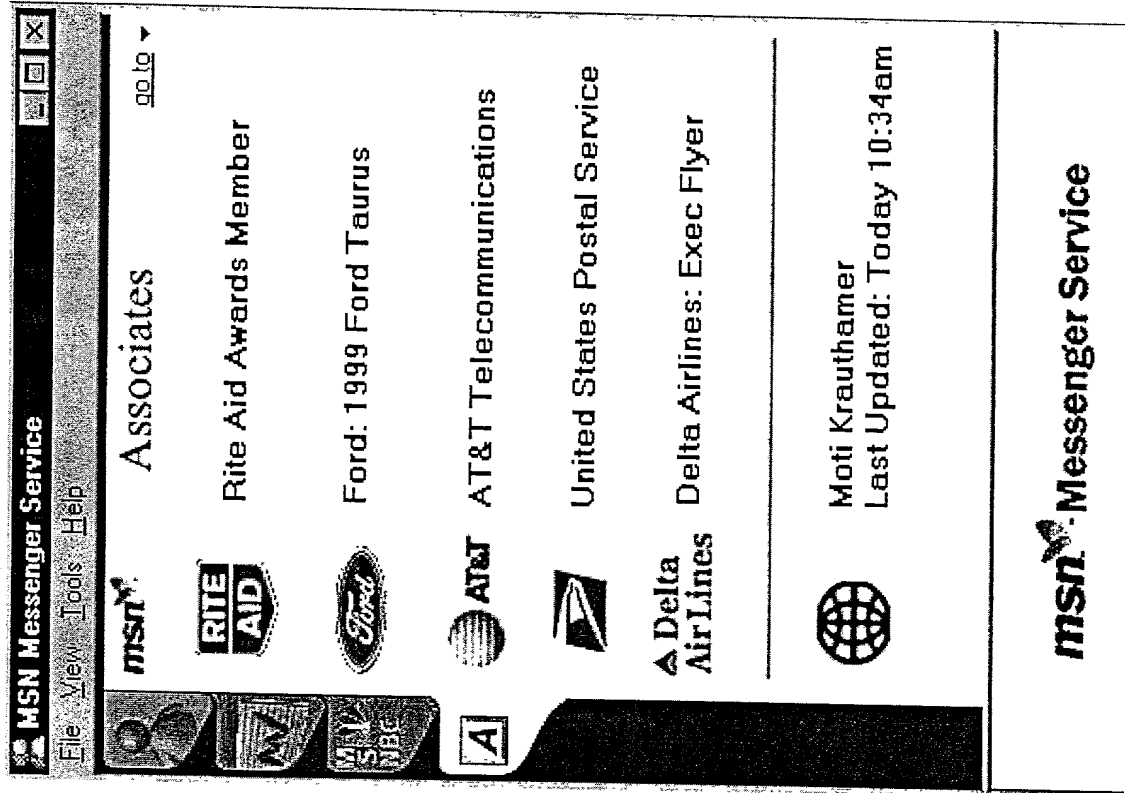 MSN Messenger Service
File View Tools Help
msn
Associates
go to
RITE AID
Rite Aid Awards Member
Ford
Ford: 1999 Ford Taurus
AT&T
AT&T Telecommunications
United States Postal Service
Delta
Air Lines
Delta Airlines: Exec Flyer
MSNBC
A
Moti Krauthamer
Last Updated: Today 10:34am
msn Messenger Service